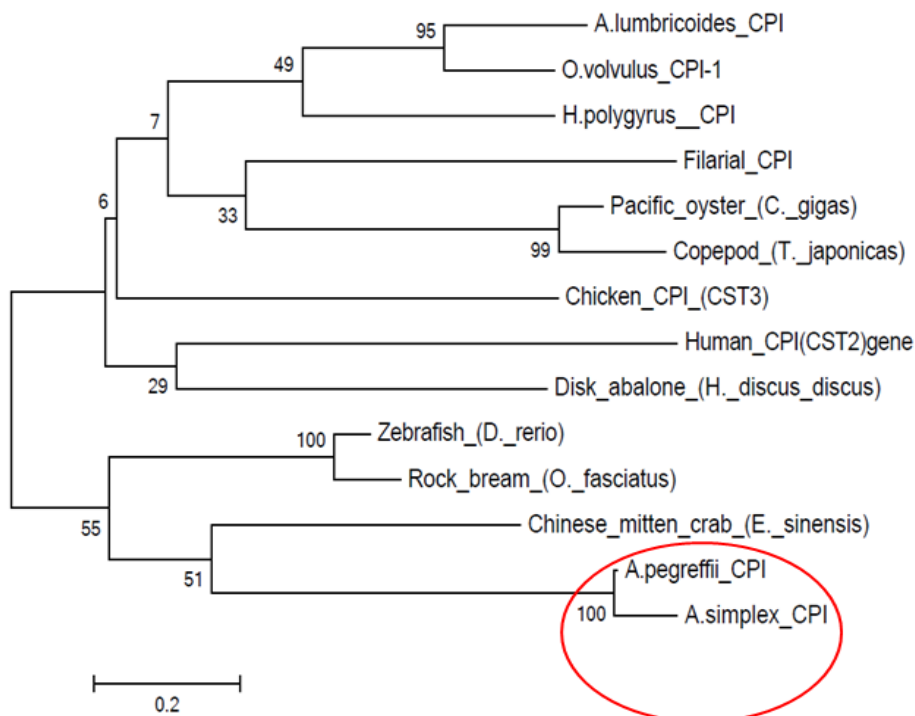 A.lumbricoides_CPI
95
O.volvulus_CPI-1
49
H.polygyrus__CPI
7
Filarial_CPI
6
33
Pacific_oyster_(C._gigas)
99
Copepod_(T._japonicas)
Chicken_CPI_(CST3)
Human_CPI(CST2)gene
29
Disk_abalone_(H._discus_discus)
100
Zebrafish_(D._rerio)
Rock_bream_(O._fasciatus)
55
Chinese_mitten_crab_(E._sinensis)
51
A.pegreffii_CPI
100
A.simplex_CPI
0.2